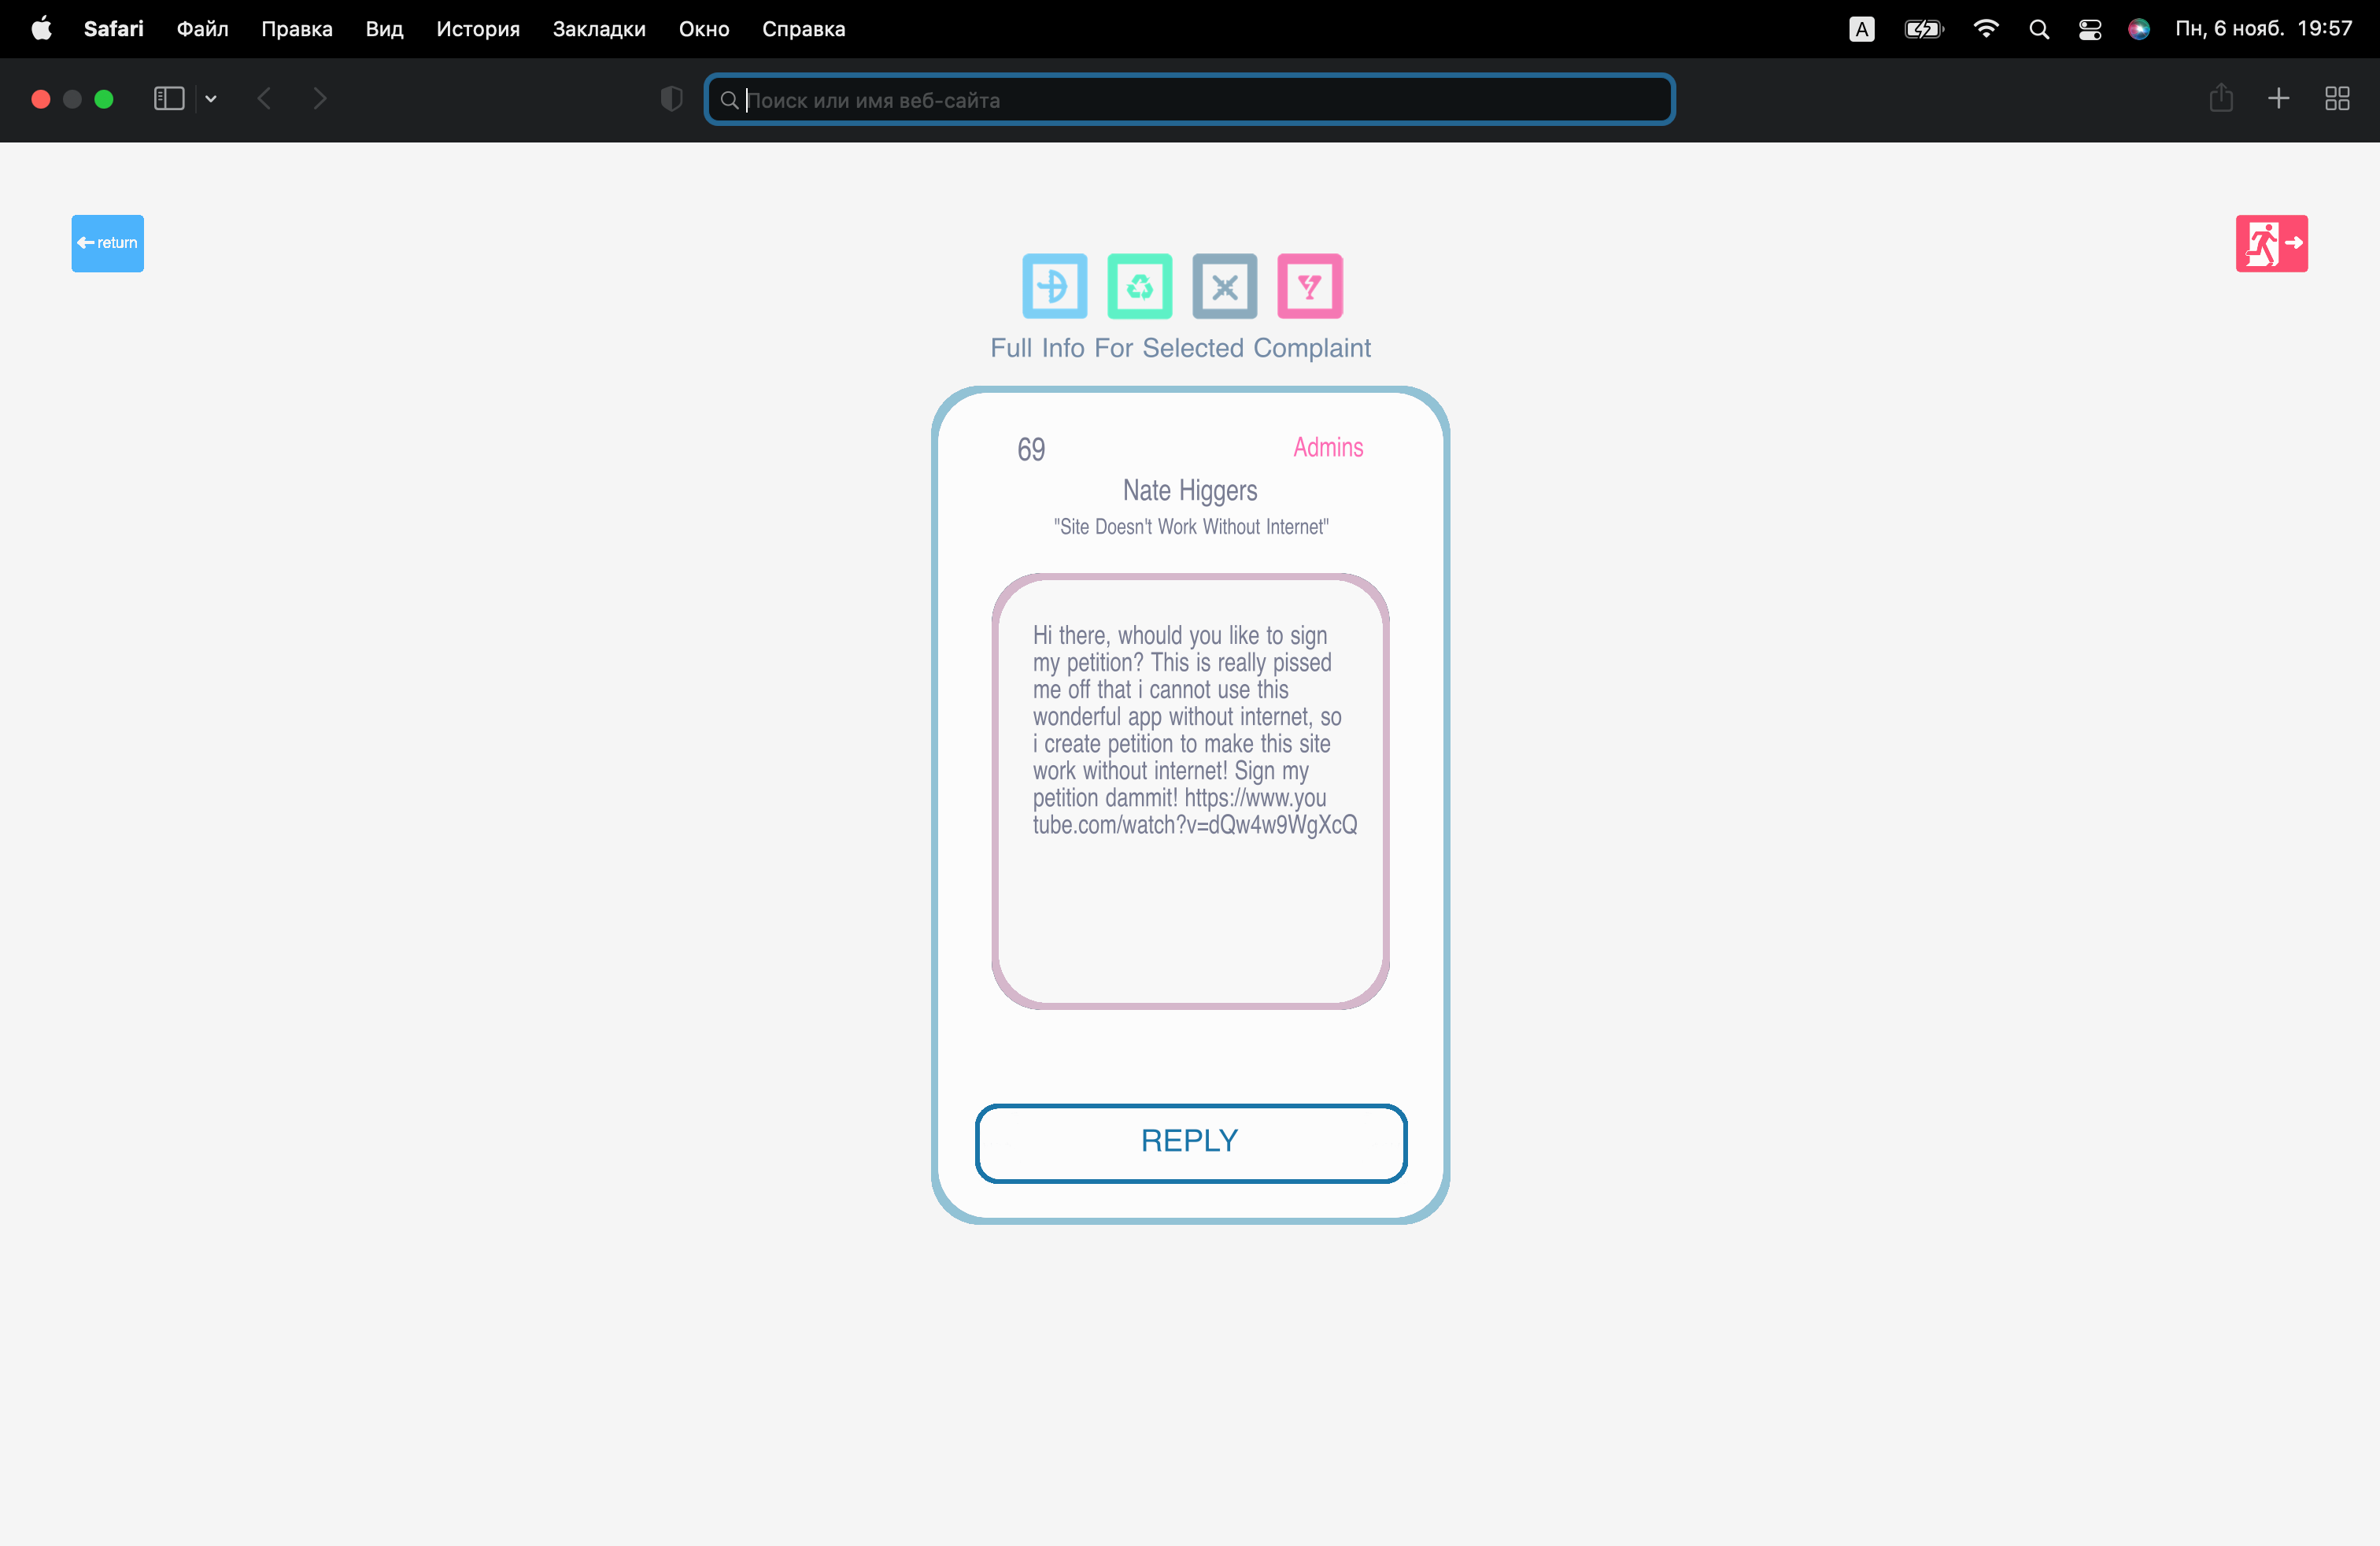 Safari Файл Правка Вид История Закладки Окно Справка A Пн, 6 нояб. 19:57
Поиск или имя веб-сайта
return
Full Info For Selected Complaint
69 Admins
Nate Higgers
"Site Doesn't Work Without Internet"
Hi there, whould you like to sign
my petition? This is really pissed
me off that i cannot use this
wonderful app without internet, so
i create petition to make this site
work without internet! Sign my
petition dammit! https://www.you
tube.com/watch?v=dQw4w9WgXcQ
REPLY